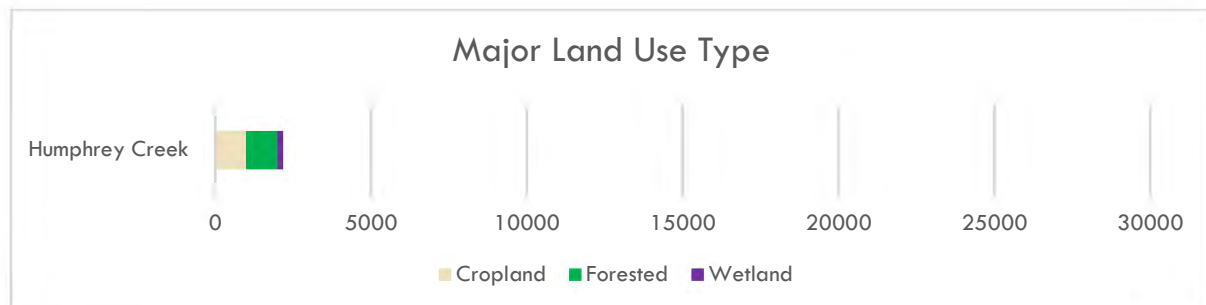 Major Land Use Type
Humphrey Creek
0 5000 10000 15000 20000 25000 30000
Cropland Forested Wetland